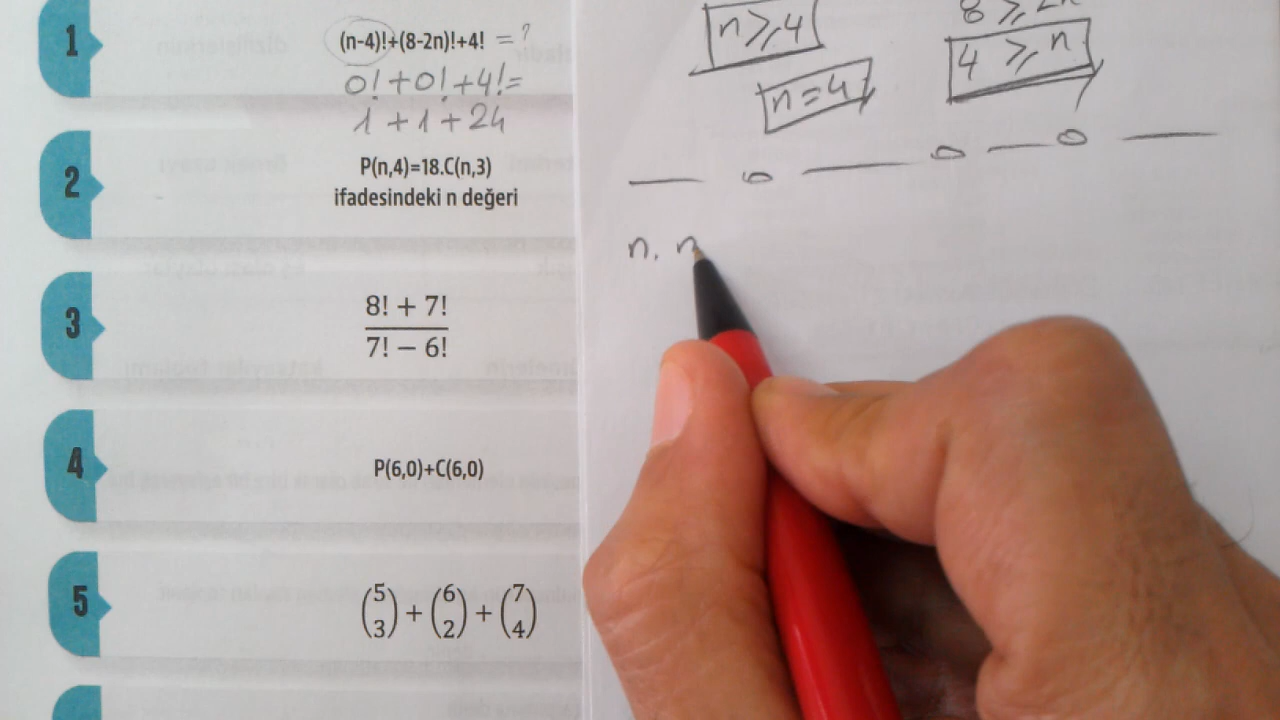 1
(n-4)!+(8-2n)!+4! = ?
0!+0!+4!=
1+1+24
2
P(n,4)=18.C(n,3)
ifadesindeki n değeri
3
8! + 7!
7! − 6!
4
P(6,0)+C(6,0)
5
(5 3)+(6 2)+(7 4)
n⩾4
8⩾2n
4⩾n
n=4
n. n